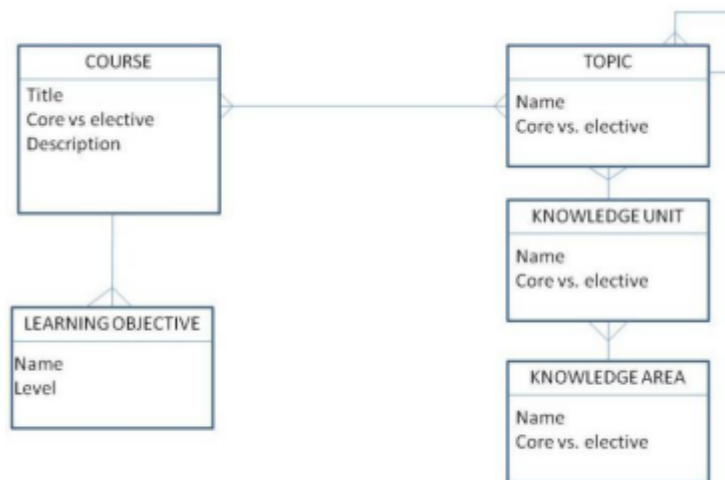 COURSE
Title
Core vs elective
Description
TOPIC
Name
Core vs. elective
KNOWLEDGE UNIT
Name
Core vs. elective
LEARNING OBJECTIVE
Name
Level
KNOWLEDGE AREA
Name
Core vs. elective